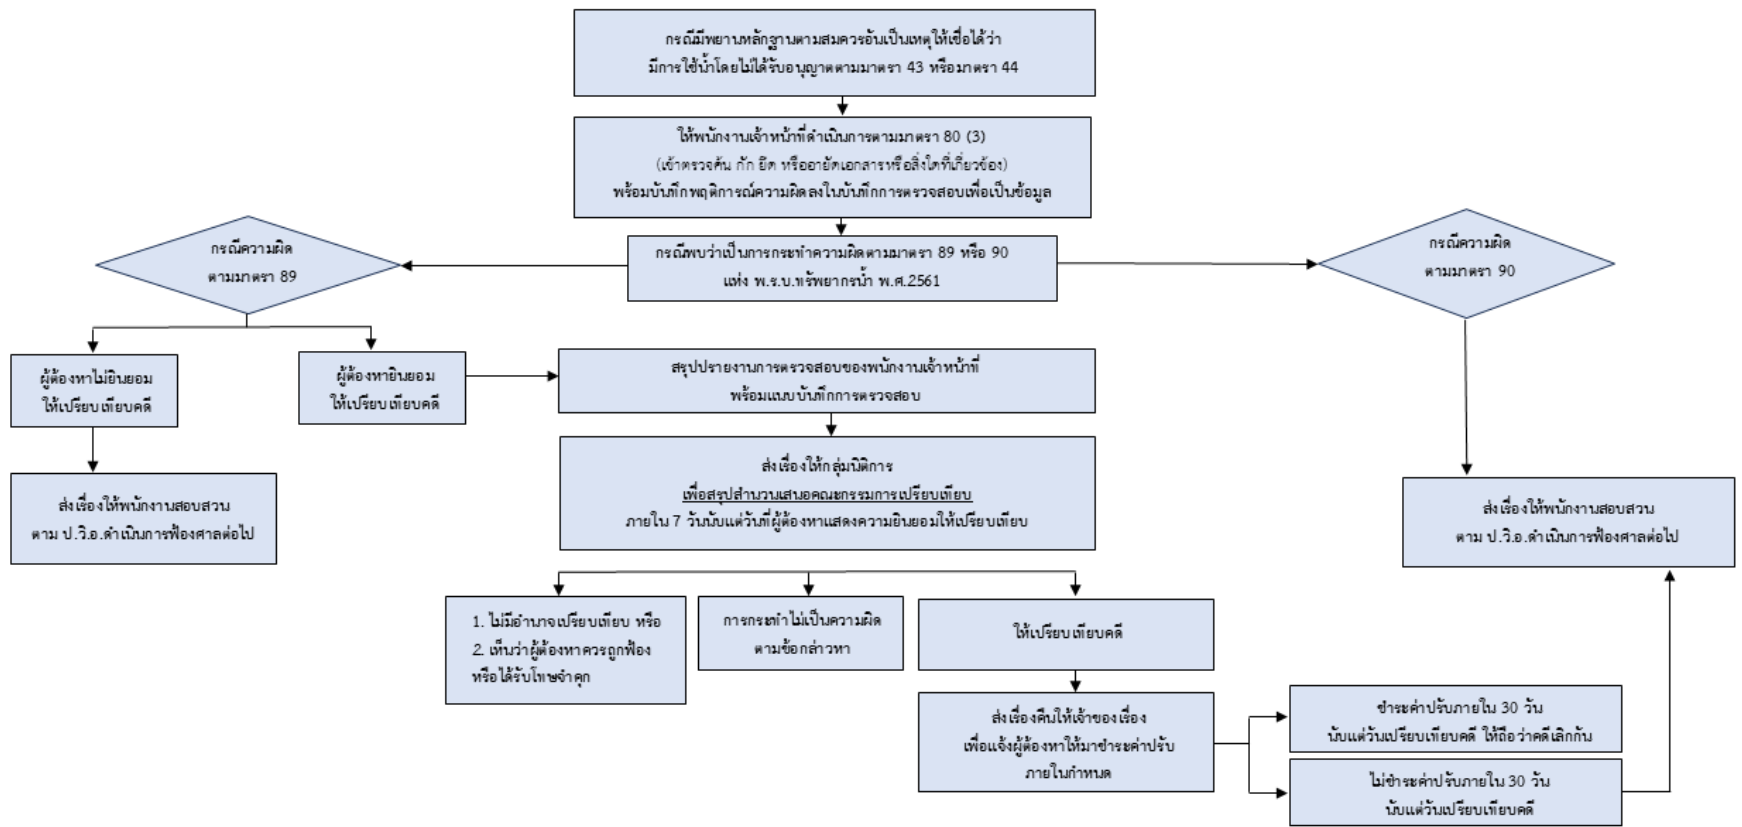 กรณีมีพยานหลักฐานตามสมควรอันเป็นเหตุให้เชื่อได้ว่า
มีการใช้น้ำโดยไม่ได้รับอนุญาตตามมาตรา 43 หรือมาตรา 44
ให้พนักงานเจ้าหน้าที่ดำเนินการตามมาตรา 80 (3)
(เข้าตรวจค้น กัก ยึด หรืออายัดเอกสารหรือสิ่งใดที่เกี่ยวข้อง)
พร้อมบันทึกพฤติการณ์ความผิดลงในบันทึกการตรวจสอบเพื่อเป็นข้อมูล
กรณีพบว่าเป็นการกระทำความผิดตามมาตรา 89 หรือ 90
แห่ง พ.ร.บ.ทรัพยากรน้ำ พ.ศ.2561
กรณีความผิด
ตามมาตรา 89
กรณีความผิด
ตามมาตรา 90
ผู้ต้องหาไม่ยินยอม
ให้เปรียบเทียบคดี
ผู้ต้องหายินยอม
ให้เปรียบเทียบคดี
สรุปรายงานการตรวจสอบของพนักงานเจ้าหน้าที่
พร้อมแนบบันทึกการตรวจสอบ
ส่งเรื่องให้กลุ่มนิติการ
เพื่อสรุปสำนวนเสนอคณะกรรมการเปรียบเทียบ
ภายใน 7 วันนับแต่วันที่ผู้ต้องหาแสดงความยินยอมให้เปรียบเทียบ
ส่งเรื่องให้พนักงานสอบสวน
ตาม ป.วิ.อ.ดำเนินการฟ้องศาลต่อไป
ส่งเรื่องให้พนักงานสอบสวน
ตาม ป.วิ.อ.ดำเนินการฟ้องศาลต่อไป
1. ไม่มีอำนาจเปรียบเทียบ หรือ
2. เห็นว่าผู้ต้องหาควรถูกฟ้อง
หรือได้รับโทษจำคุก
การกระทำไม่เป็นความผิด
ตามข้อกล่าวหา
ให้เปรียบเทียบคดี
ส่งเรื่องคืนให้เจ้าของเรื่อง
เพื่อแจ้งผู้ต้องหาให้มาชำระค่าปรับ
ภายในกำหนด
ชำระค่าปรับภายใน 30 วัน
นับแต่วันเปรียบเทียบคดี ให้ถือว่าคดีเลิกกัน
ไม่ชำระค่าปรับภายใน 30 วัน
นับแต่วันเปรียบเทียบคดี